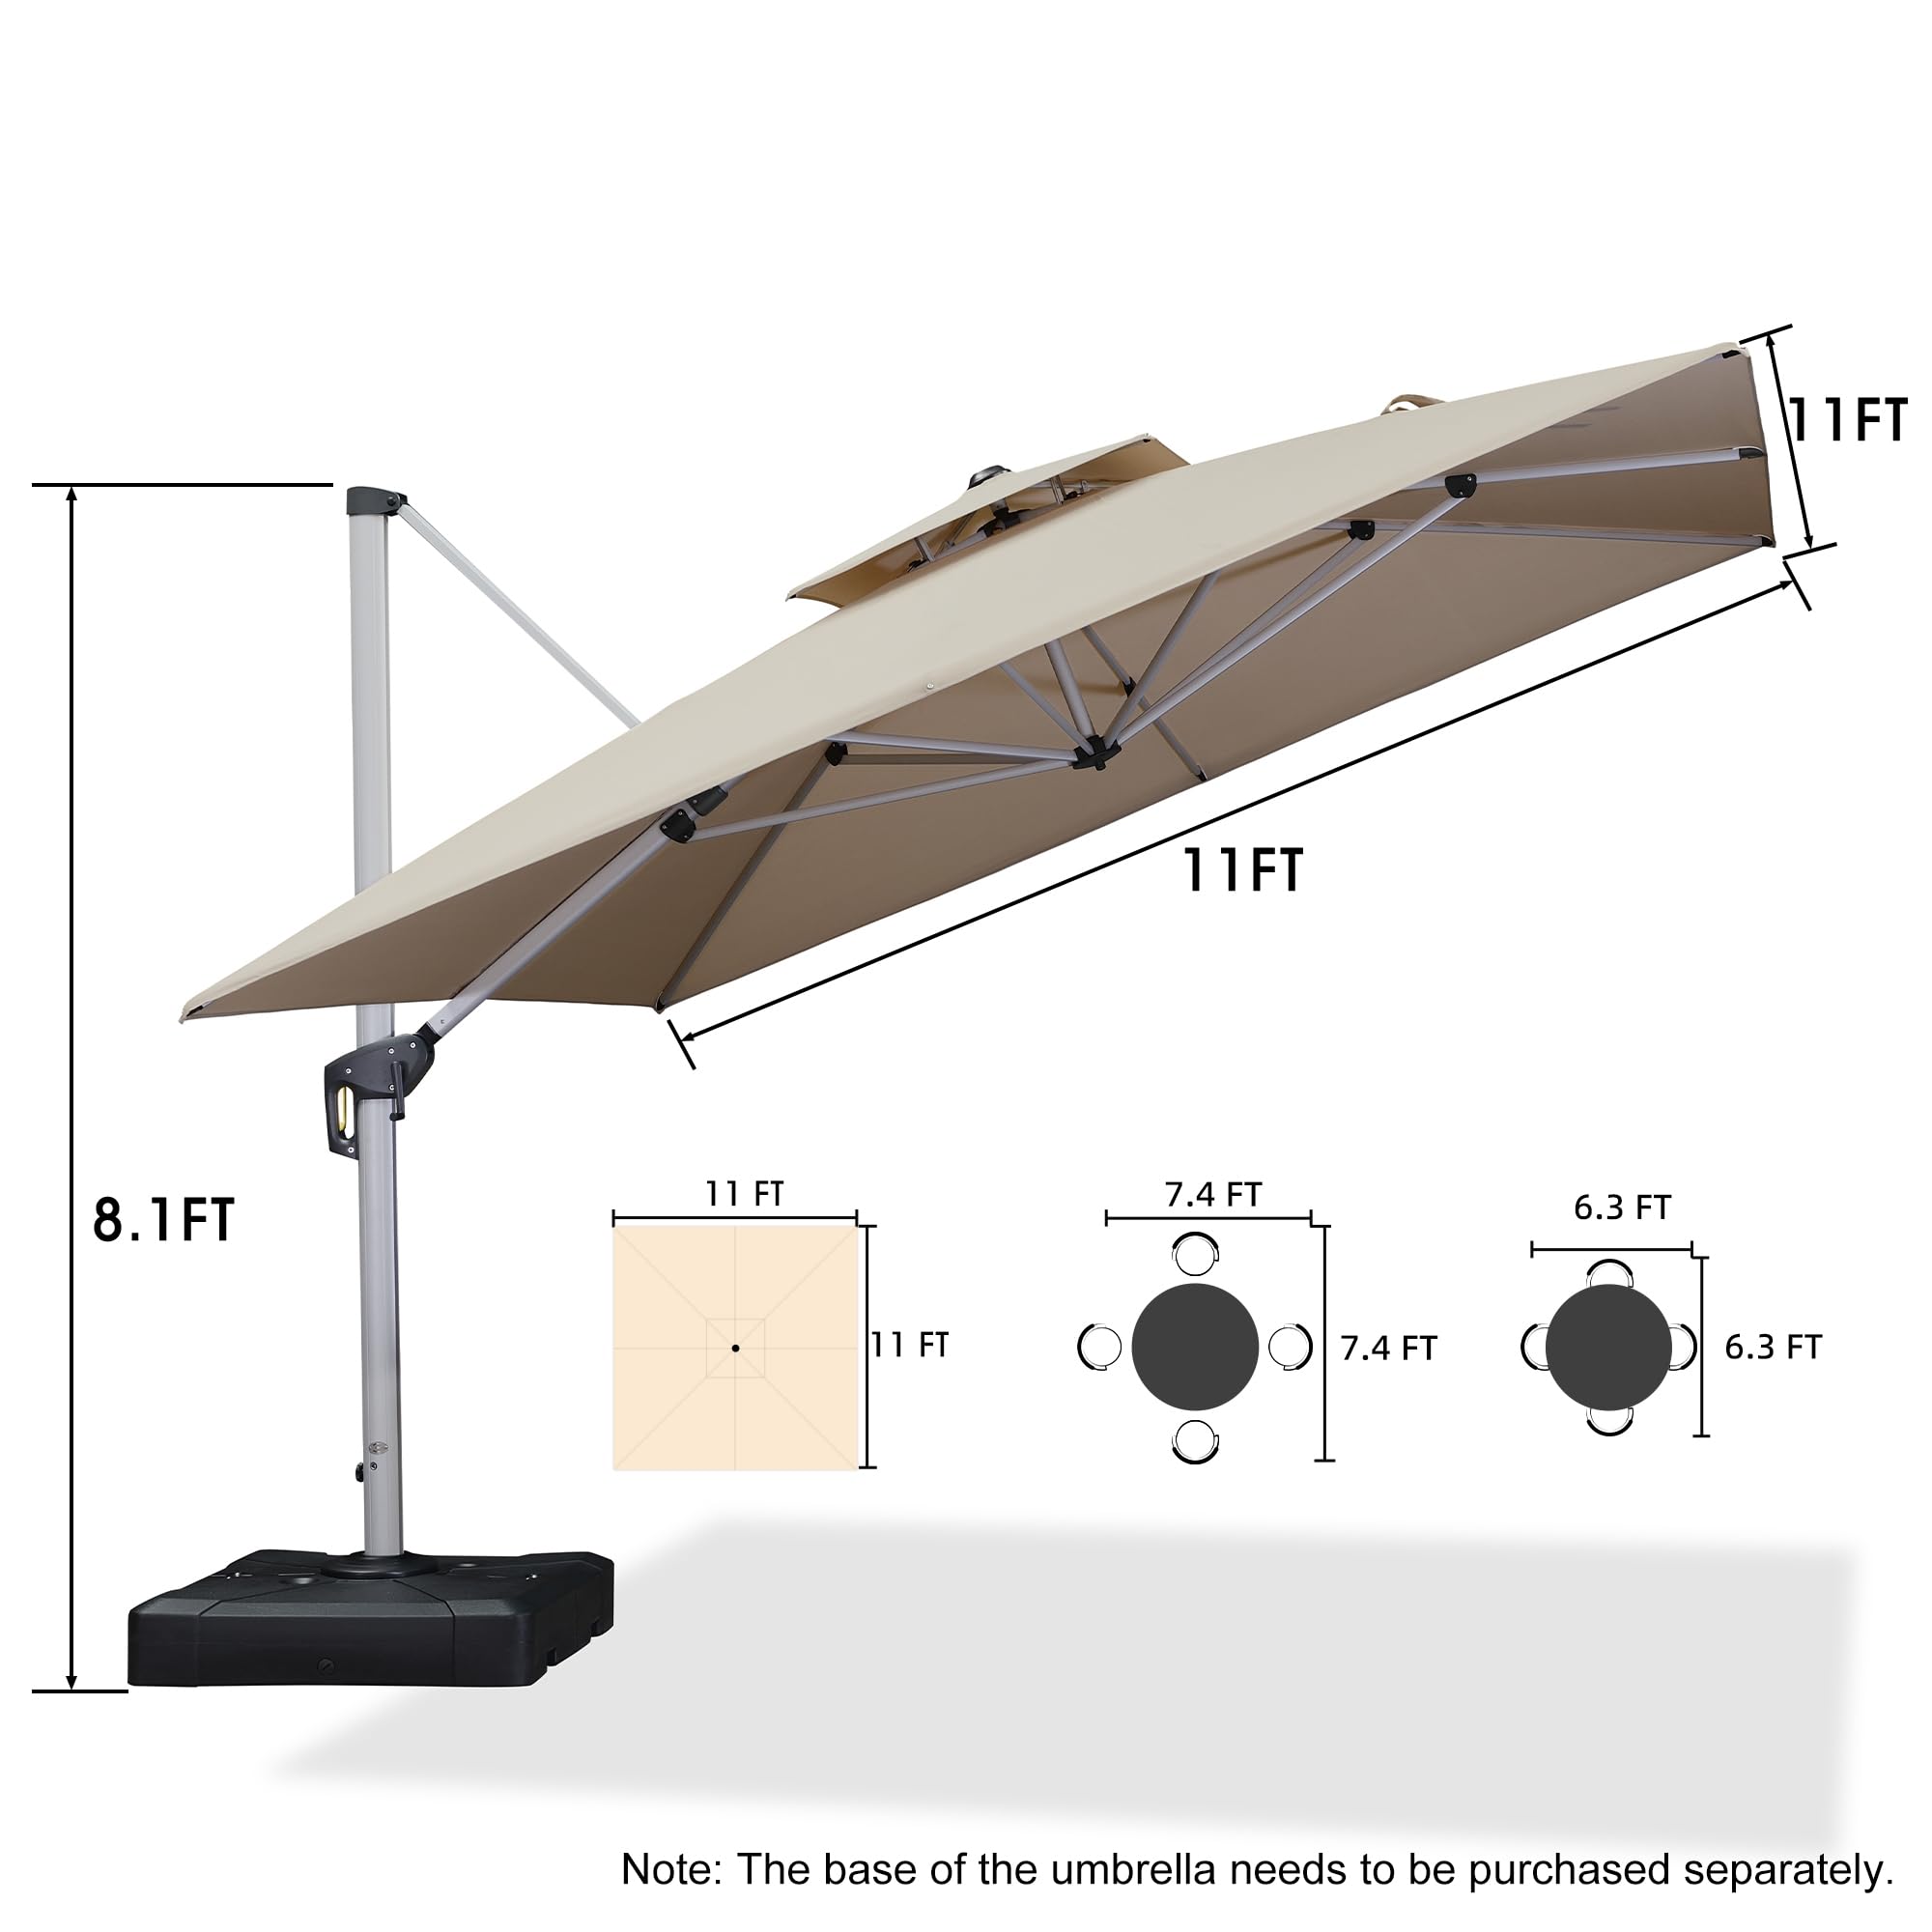 11FT
11FT
8.1FT
11 FT
11 FT
7.4 FT
7.4 FT
6.3 FT
6.3 FT
Note: The base of the umbrella needs to be purchased separately.